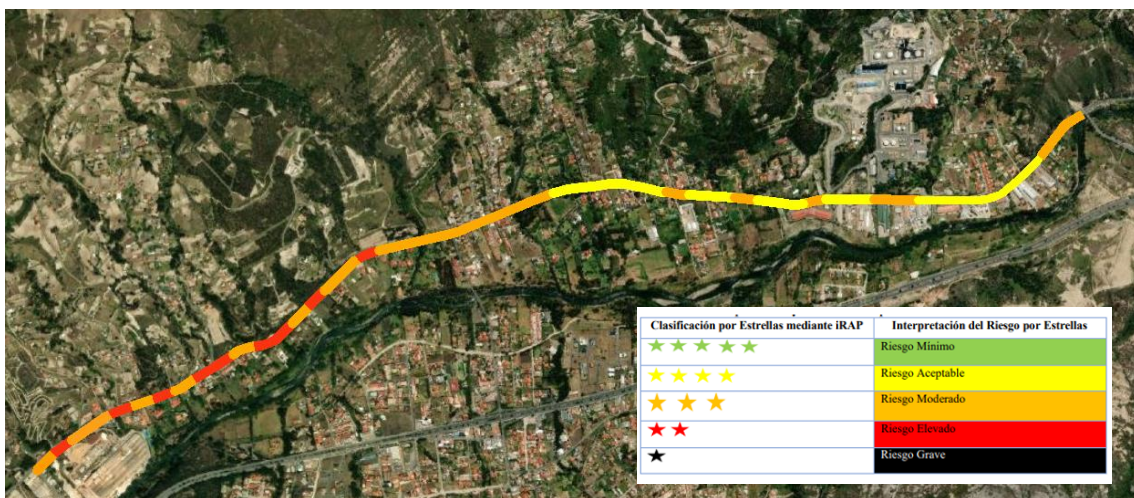 Clasificación por Estrellas mediante iRAP
Interpretación del Riesgo por Estrellas
Riesgo Mínimo
Riesgo Aceptable
Riesgo Moderado
Riesgo Elevado
Riesgo Grave